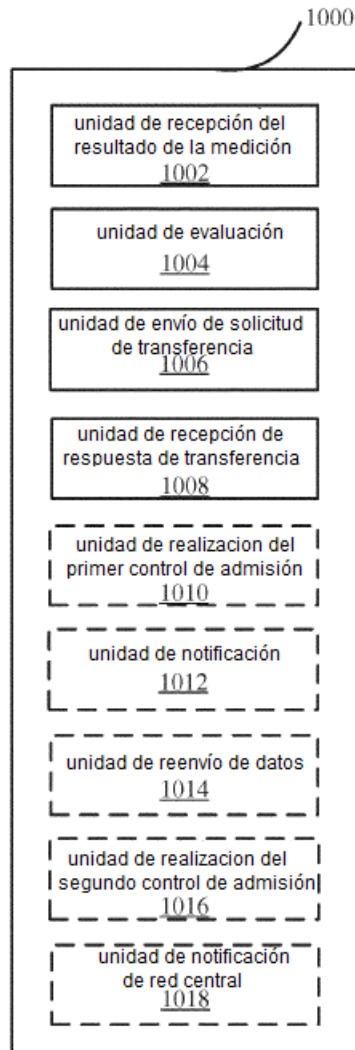 1000
unidad de recepción del
resultado de la medición
1002
unidad de evaluación
1004
unidad de envío de solicitud
de transferencia
1006
unidad de recepción de
respuesta de transferencia
1008
unidad de realizacion del
primer control de admisión
1010
unidad de notificación
1012
unidad de reenvío de datos
1014
unidad de realizacion del
segundo control de admisión
1016
unidad de notificación
de red central
1018